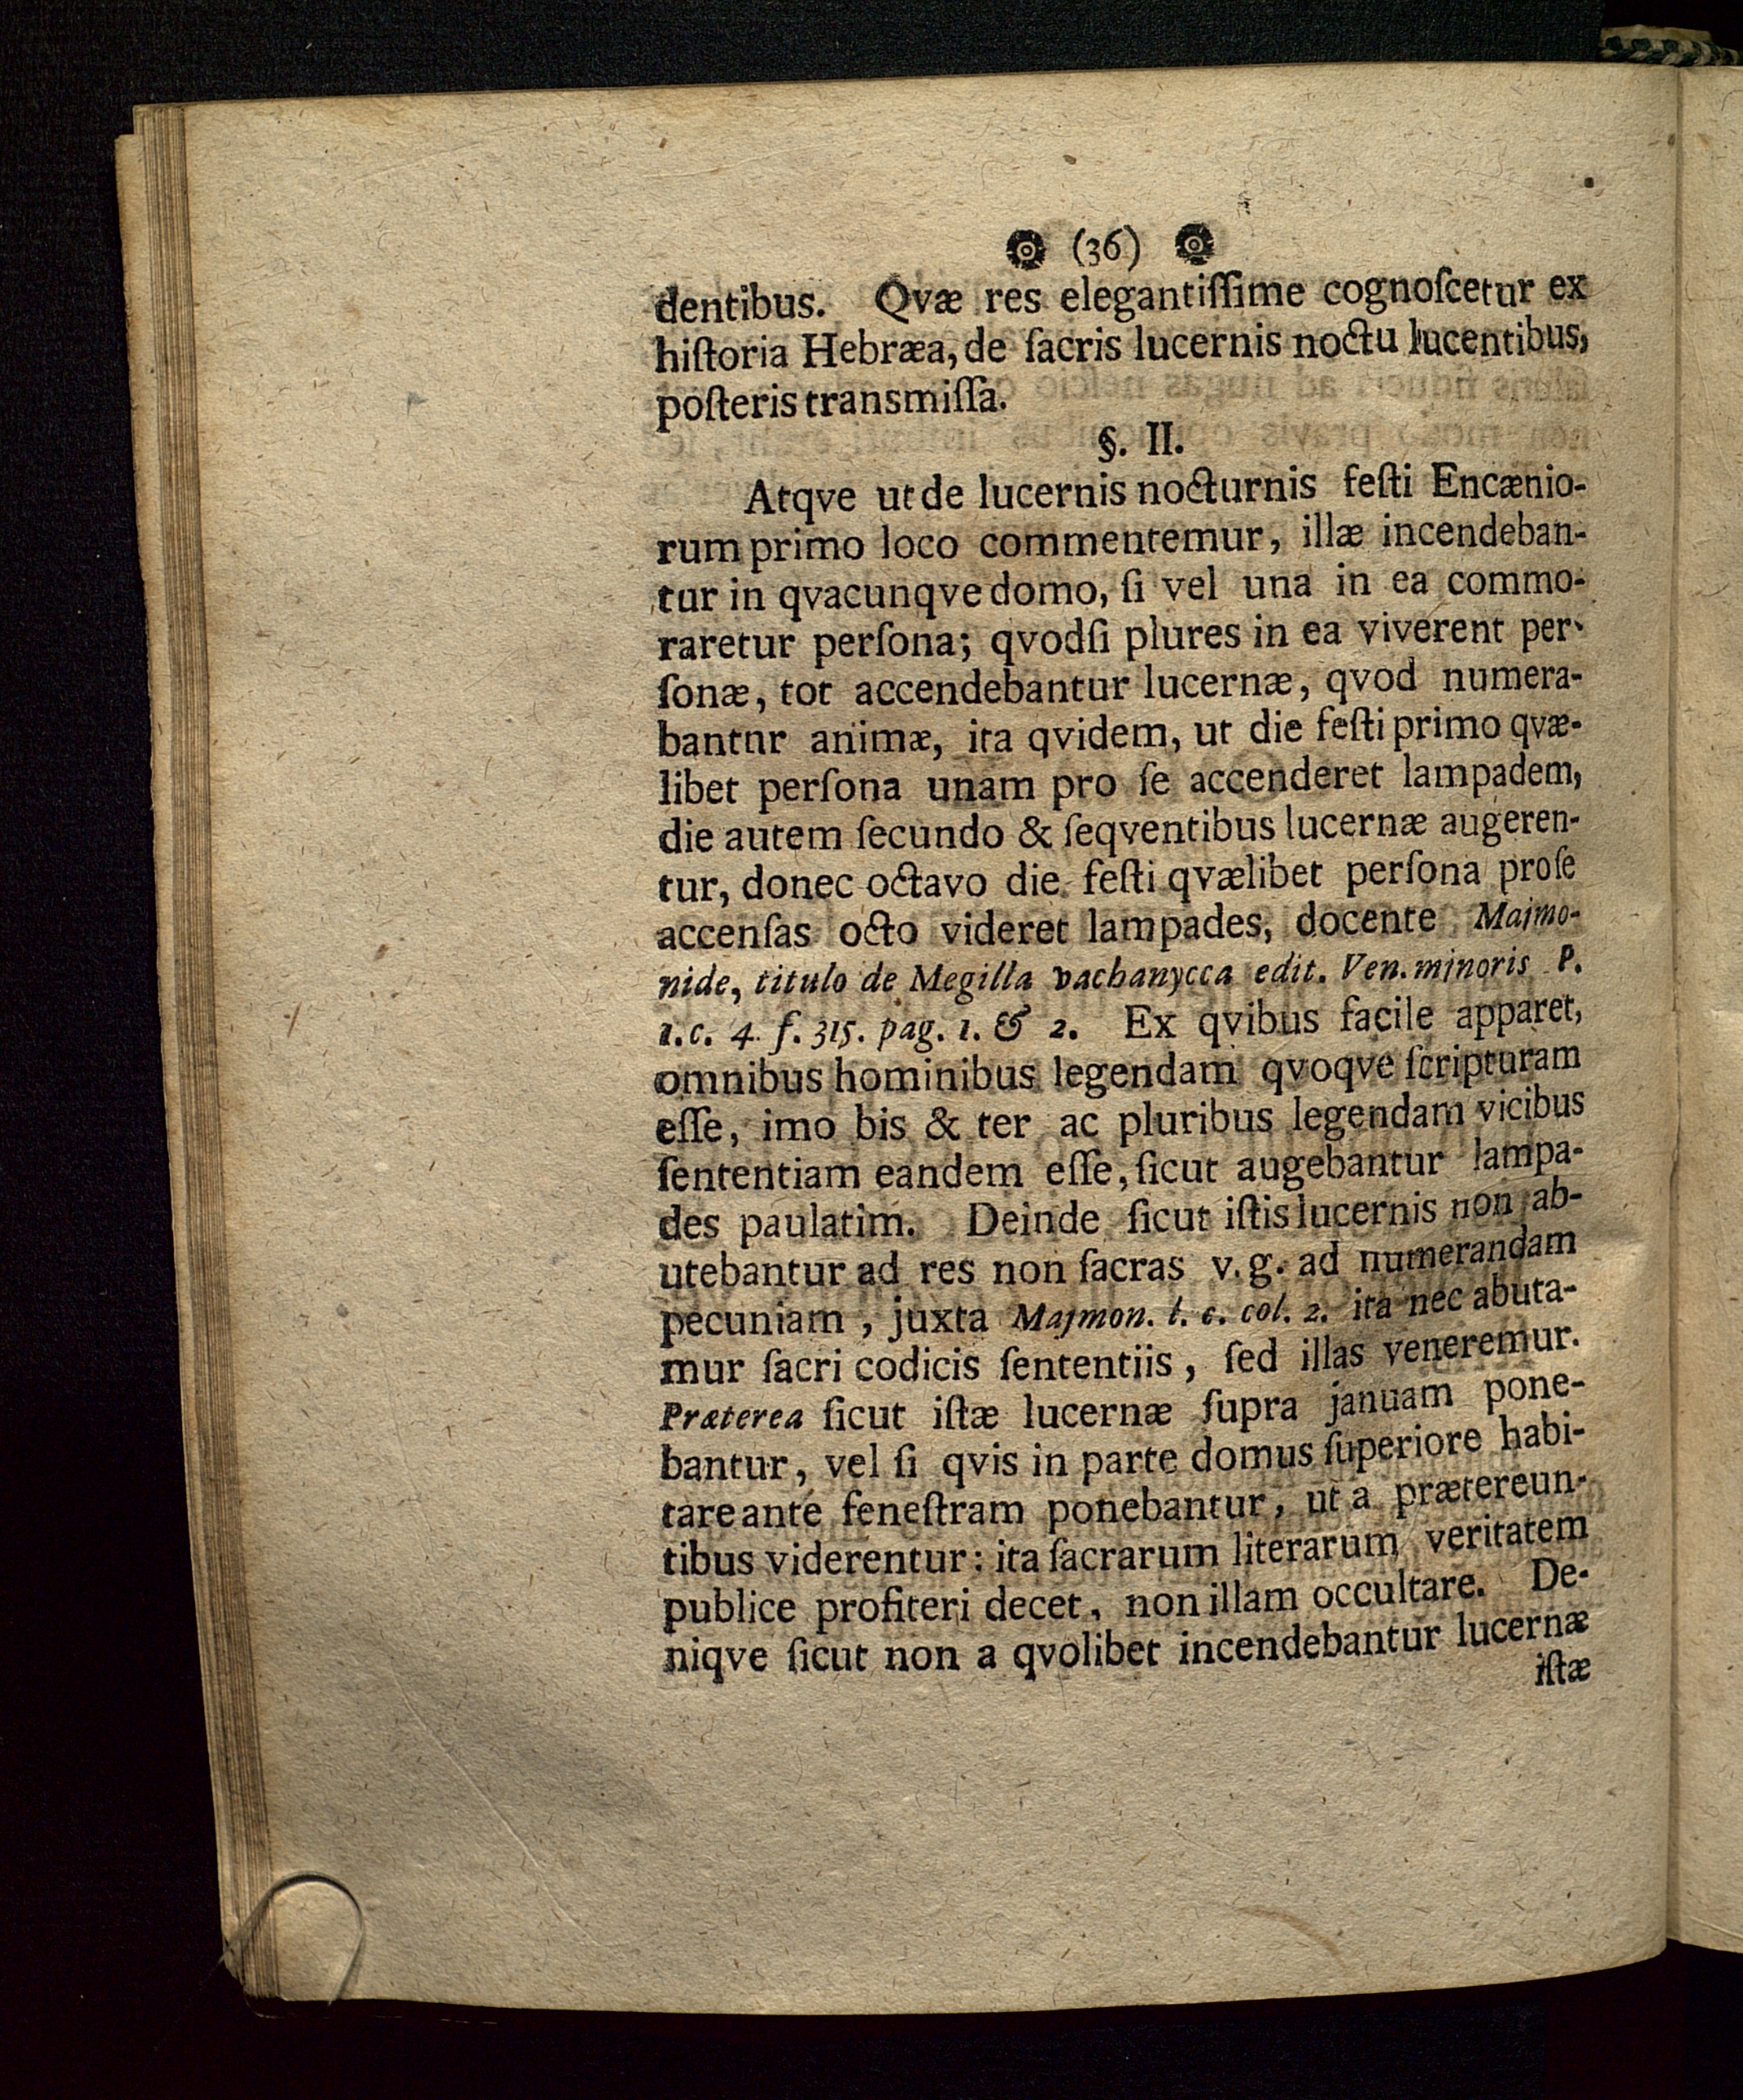 (36)
dentibus. Qvæ res elegantiſſime cognoſcetur ex
hiſtoria Hebræa, de ſacris lucernis noctu lucentibus,
poſteris transmiſſa.
§. II.
Atqve ut de lucernis nocturnis feſti Encænio-
rum primo loco commentemur, illæ incendeban-
tur in qvacunqve domo, ſi vel una in ea commo-
raretur perſona; qvodſi plures in ea viverent per-
ſonæ, tot accendebantur lucernæ, qvod numera-
bantur animæ, ita qvidem, ut die feſti primo qvæ-
libet perſona unam pro ſe accenderet lampadem,
die autem ſecundo & ſeqventibus lucernæ augeren-
tur, donec octavo die feſti qvælibet perſona pro ſe
accenſas octo videret lampades, docente Majmo-
nide, titulo de Megilla vachanycca edit. Ven. minoris P.
1. c. 4. f. 315. pag. 1. & 2. Ex qvibus facile apparet,
omnibus hominibus legendam qvoqve ſcripturam
eſſe, imo bis & ter ac pluribus legendam vicibus
ſententiam eandem eſſe, ſicut augebantur lampa-
des paulatim. Deinde ſicut iſtis lucernis non ab-
utebantur ad res non ſacras v. g. ad numerandam
pecuniam, juxta Majmon. l. c. col. 2. ita nec abuta-
mur ſacri codicis ſententiis, ſed illas veneremur.
Præterea ſicut iſtæ lucernæ ſupra januam pone-
bantur, vel ſi qvis in parte domus ſuperiore habi-
tare ante feneſtram ponebantur, ut a prætereun-
tibus viderentur: ita ſacrarum literarum veritatem
publice profiteri decet, non illam occultare. De-
niqve ſicut non a qvolibet incendebantur lucernæ
iſtæ